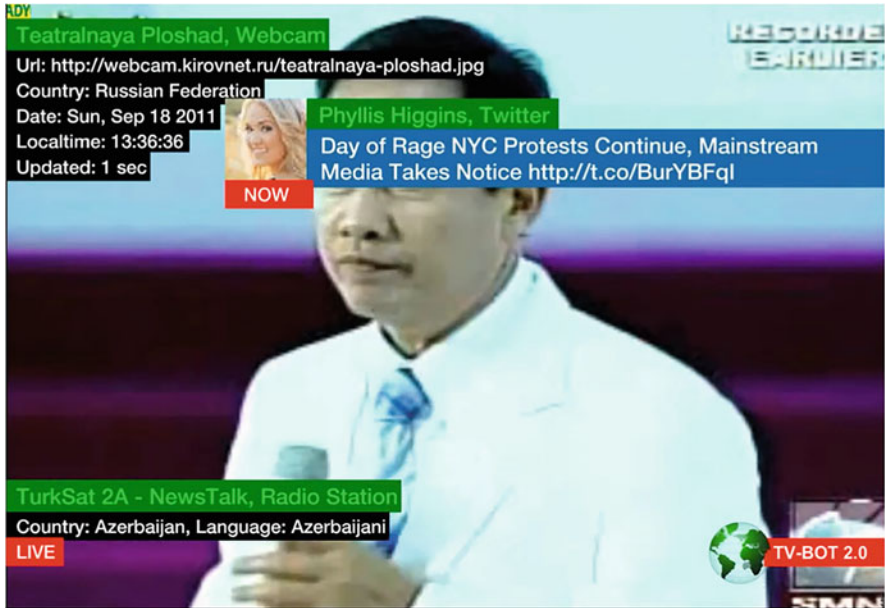 ADY
Teatralnaya Ploshad, Webcam
Url: http://webcam.kirovnet.ru/teatralnaya-ploshad.jpg
Country: Russian Federation
Date: Sun, Sep 18 2011
Localtime: 13:36:36
Updated: 1 sec
RECORDE
EARLIER
Phyllis Higgins, Twitter
Day of Rage NYC Protests Continue, Mainstream
Media Takes Notice http://t.co/BurYBFql
NOW
TurkSat 2A - NewsTalk, Radio Station
Country: Azerbaijan, Language: Azerbaijani
LIVE
TV-BOT 2.0
SMN